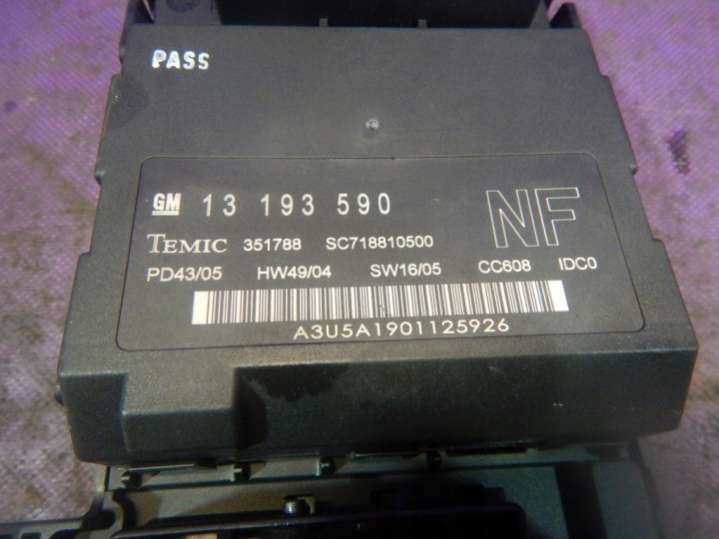 PASS
GM 13 193 590 NF
TEMIC 351788 SC718810500
PD43/05 HW49/04 SW16/05 CC608 IDC0
A3U5A1901125926